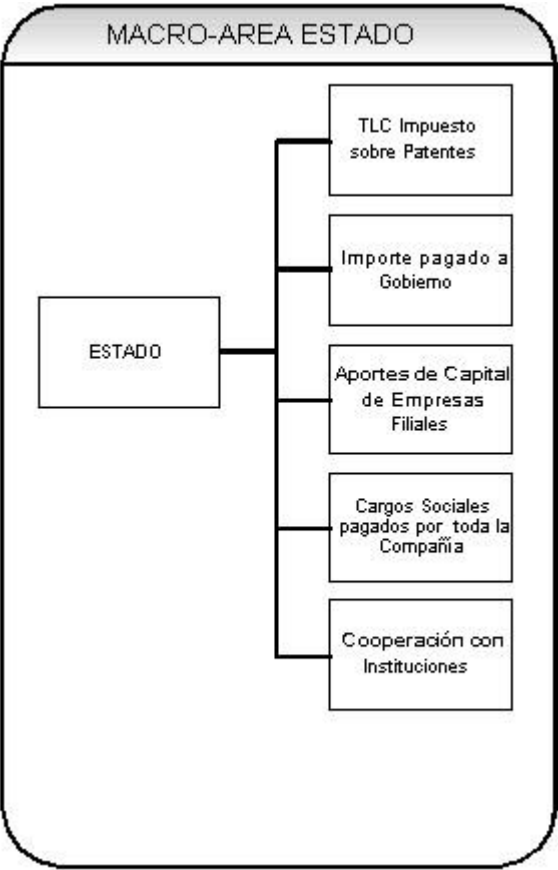 MACRO-AREA ESTADO
TLC Impuesto
sobre Patentes
Importe pagado a
Gobierno
ESTADO
Aportes de Capital
de Empresas
Filiales
Cargos Sociales
pagados por toda la
Compañía
Cooperación con
Instituciones